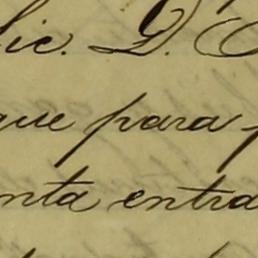 Lic. D.
que para
nta entra